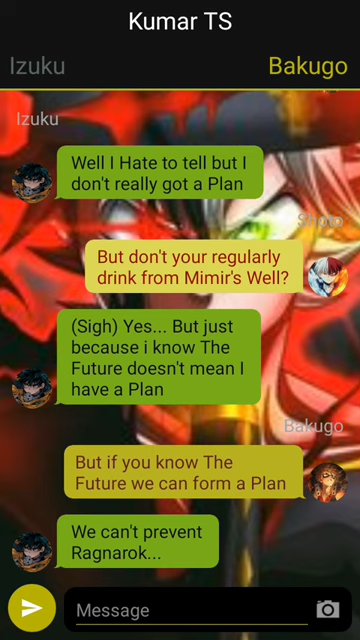 Kumar TS
Izuku
Bakugo
Izuku
Well I Hate to tell but I
don't really got a Plan
Shoto
But don't your regularly
drink from Mimir's Well?
(Sigh) Yes... But just
because i know The
Future doesn't mean I
have a Plan
Bakugo
But if you know The
Future we can form a Plan
We can't prevent
Ragnarok...
Message